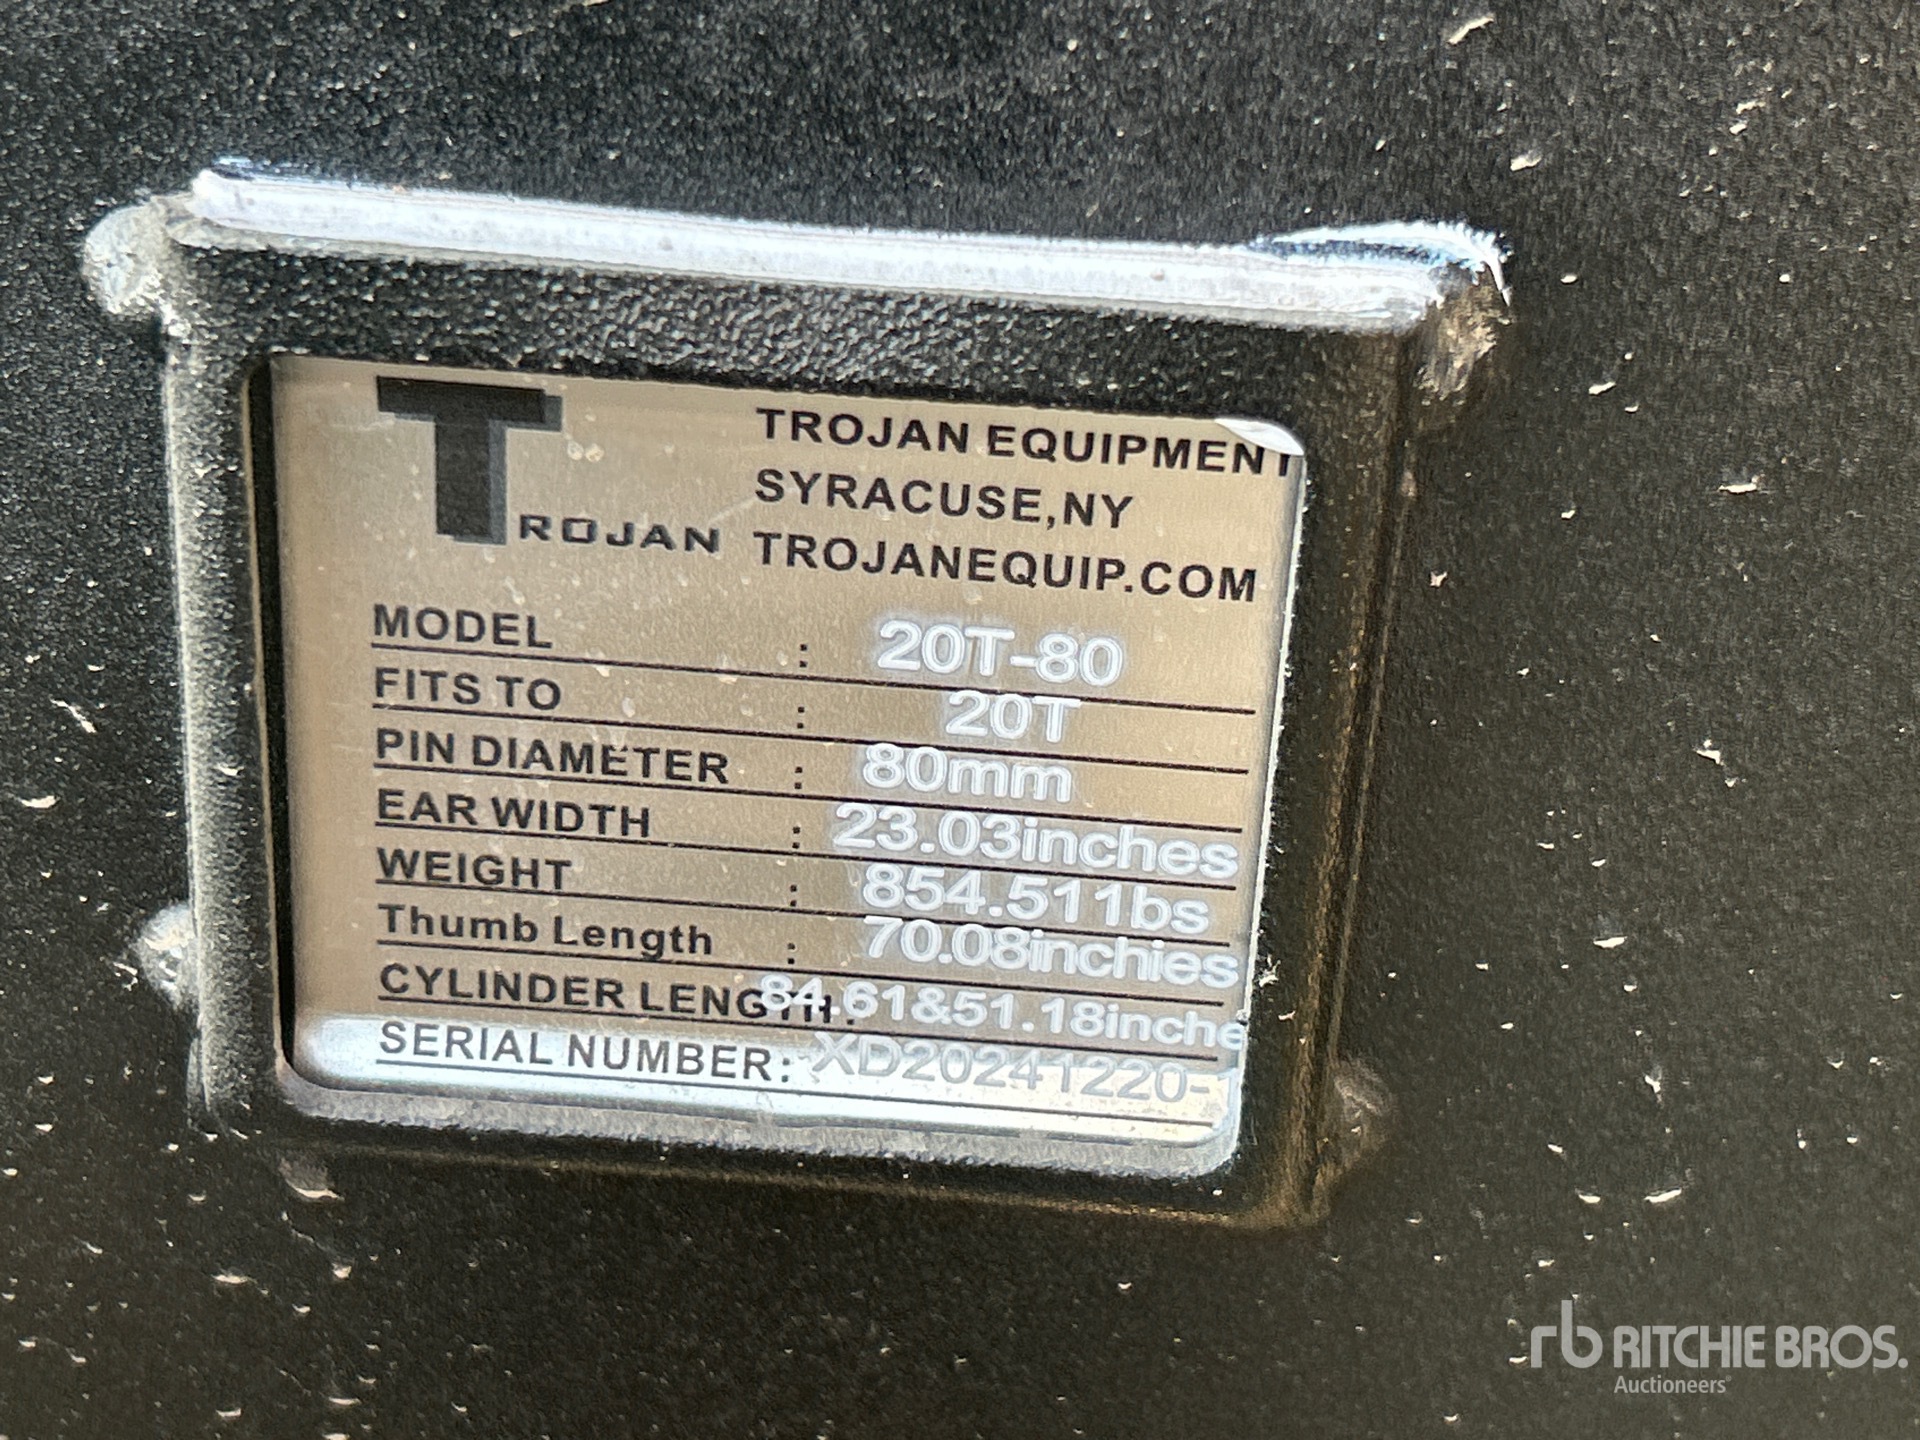 TROJAN
TROJAN EQUIPMENT
SYRACUSE,NY
TROJANEQUIP.COM
MODEL : 20T-80
FITS TO : 20T
PIN DIAMETER : 80mm
EAR WIDTH : 23.03inches
WEIGHT : 854.511bs
Thumb Length : 70.08inchies
CYLINDER LENGTH : 84.61&51.18inche
SERIAL NUMBER: XD20241220-1
rb RITCHIE BROS.
Auctioneers